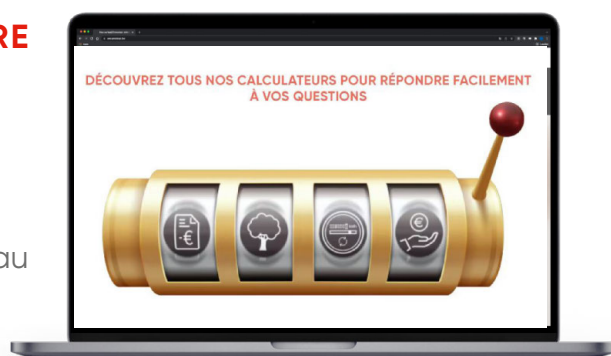 RE
DÉCOUVREZ TOUS NOS CALCULATEURS POUR RÉPONDRE FACILEMENT
À VOS QUESTIONS
au